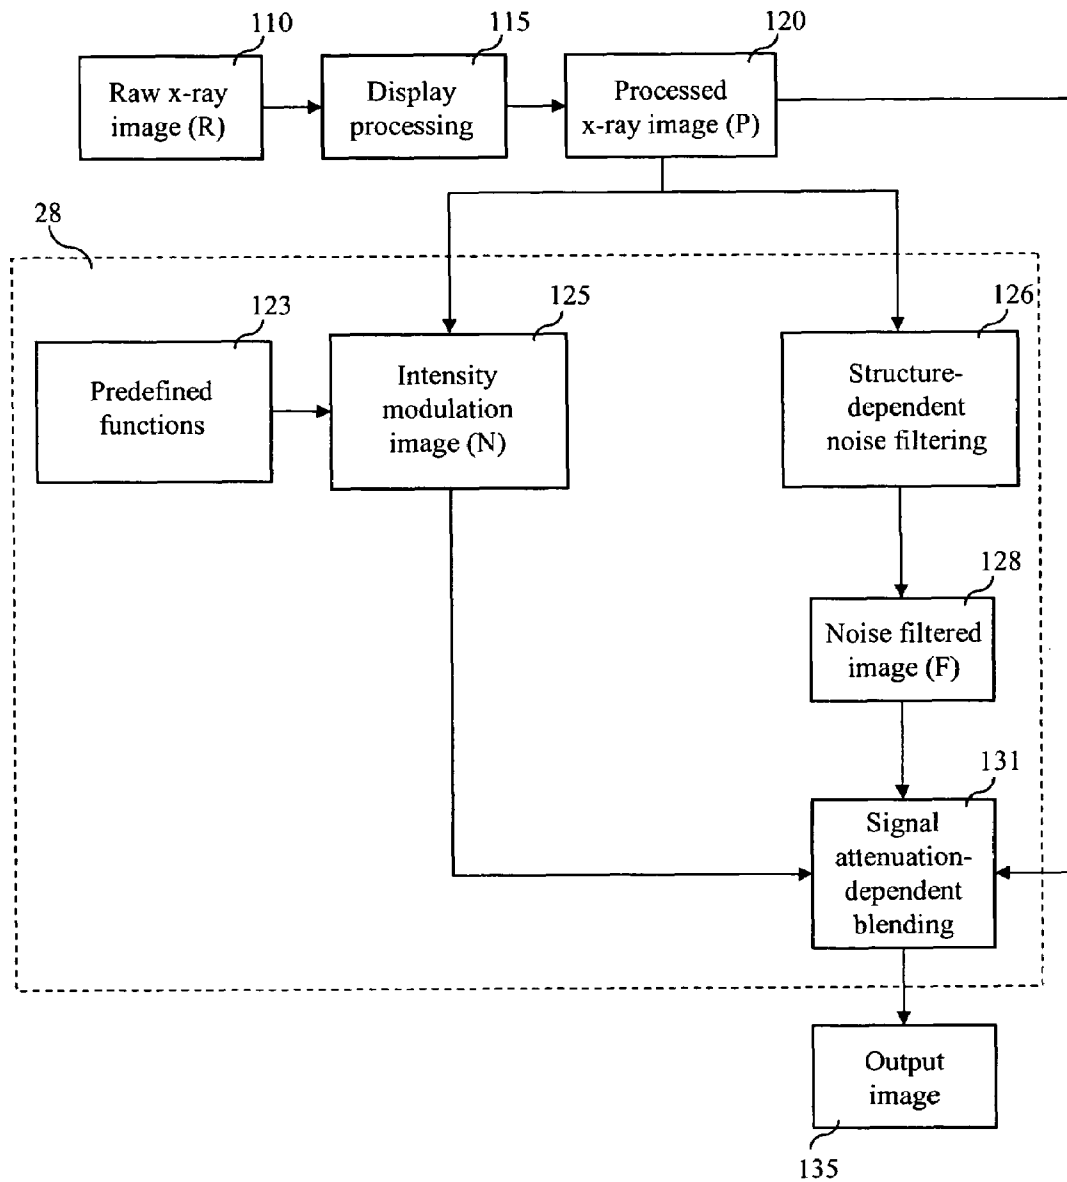 110
115
120
Raw x-ray
image (R)
Display
processing
Processed
x-ray image (P)
28
123
125
126
Predefined
functions
Intensity
modulation
image (N)
Structure-
dependent
noise filtering
128
Noise filtered
image (F)
131
Signal
attenuation-
dependent
blending
Output
image
135